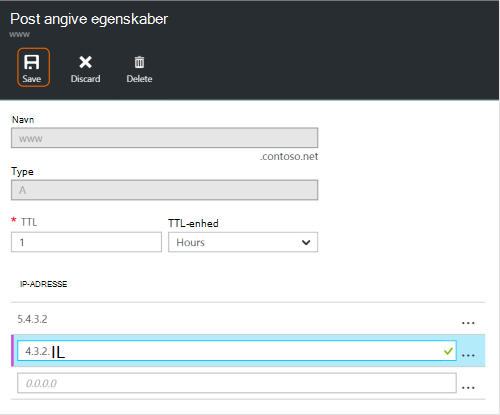 Post angive egenskaber
www
Save Discard Delete
Navn
www
.contoso.net
Type
A
* TTL TTL-enhed
1 Hours
IP-ADRESSE
5.4.3.2 ...
4.3.2.IL ...
0.0.0.0 ...